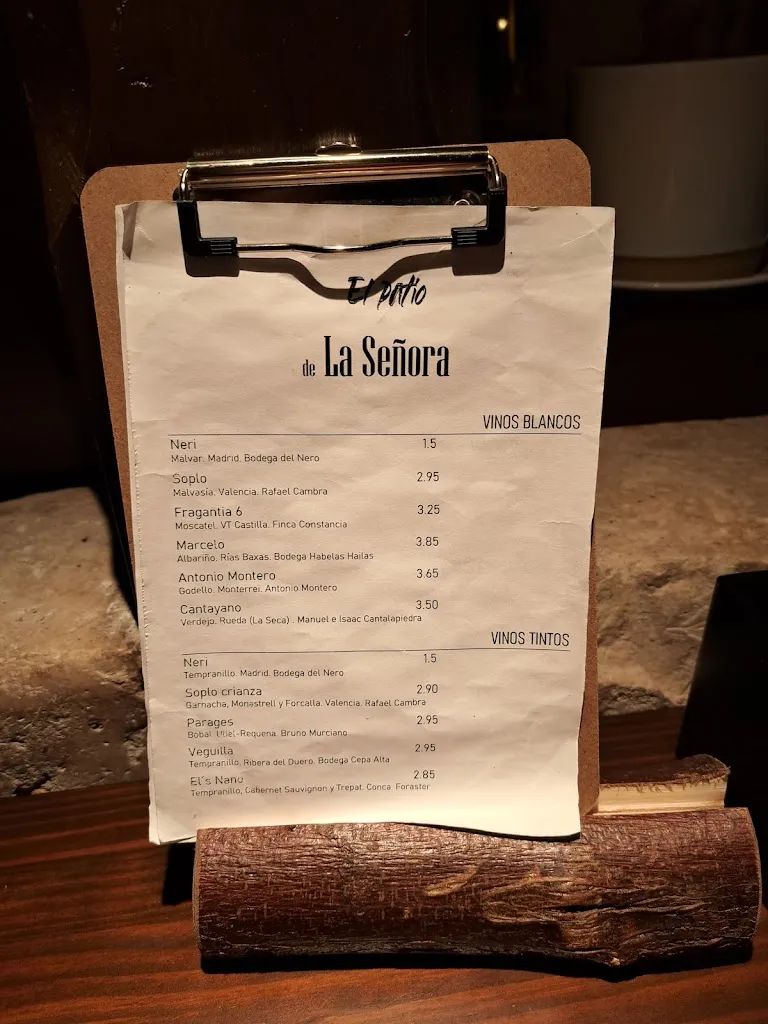 El patio
de La Señora
VINOS BLANCOS
Neri 1.5
Malvar. Madrid. Bodega del Nero
Soplo 2.95
Malvasía. Valencia. Rafael Cambra
Fragantia 6 3.25
Moscatel. VT Castilla. Finca Constancia
Marcelo 3.85
Albariño. Rías Baxas. Bodega Habelas Hailas
Antonio Montero 3.65
Godello. Monterrei. Antonio Montero
Cantayano 3.50
Verdejo. Rueda (La Seca) . Manuel e Isaac Cantalapiedra
VINOS TINTOS
Neri 1.5
Tempranillo. Madrid. Bodega del Nero
Soplo crianza 2.90
Garnacha, Monastrell y Forcalla. Valencia. Rafael Cambra
Parages 2.95
Bobal. Utiel-Requena. Bruno Murciano
Veguilla 2.95
Tempranillo. Ribera del Duero. Bodega Cepa Alta
El´s Nano 2.85
Tempranillo, Cabernet Sauvignon y Trepat. Conca. Foraster